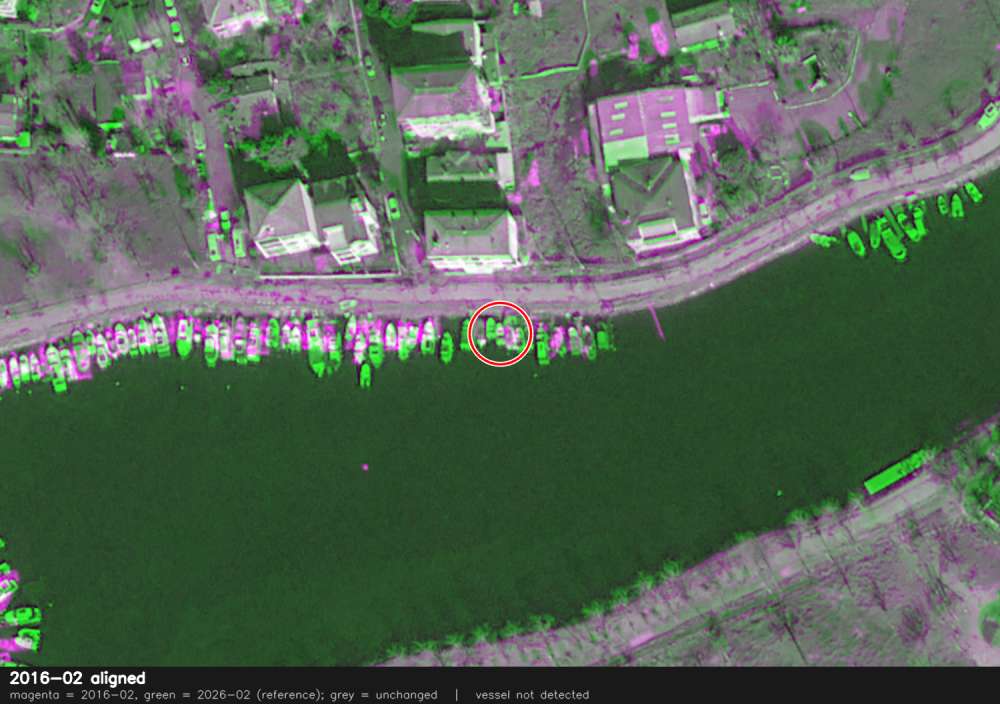 2016-02 aligned
magenta = 2016-02, green = 2026-02 (reference); grey = unchanged | vessel not detected